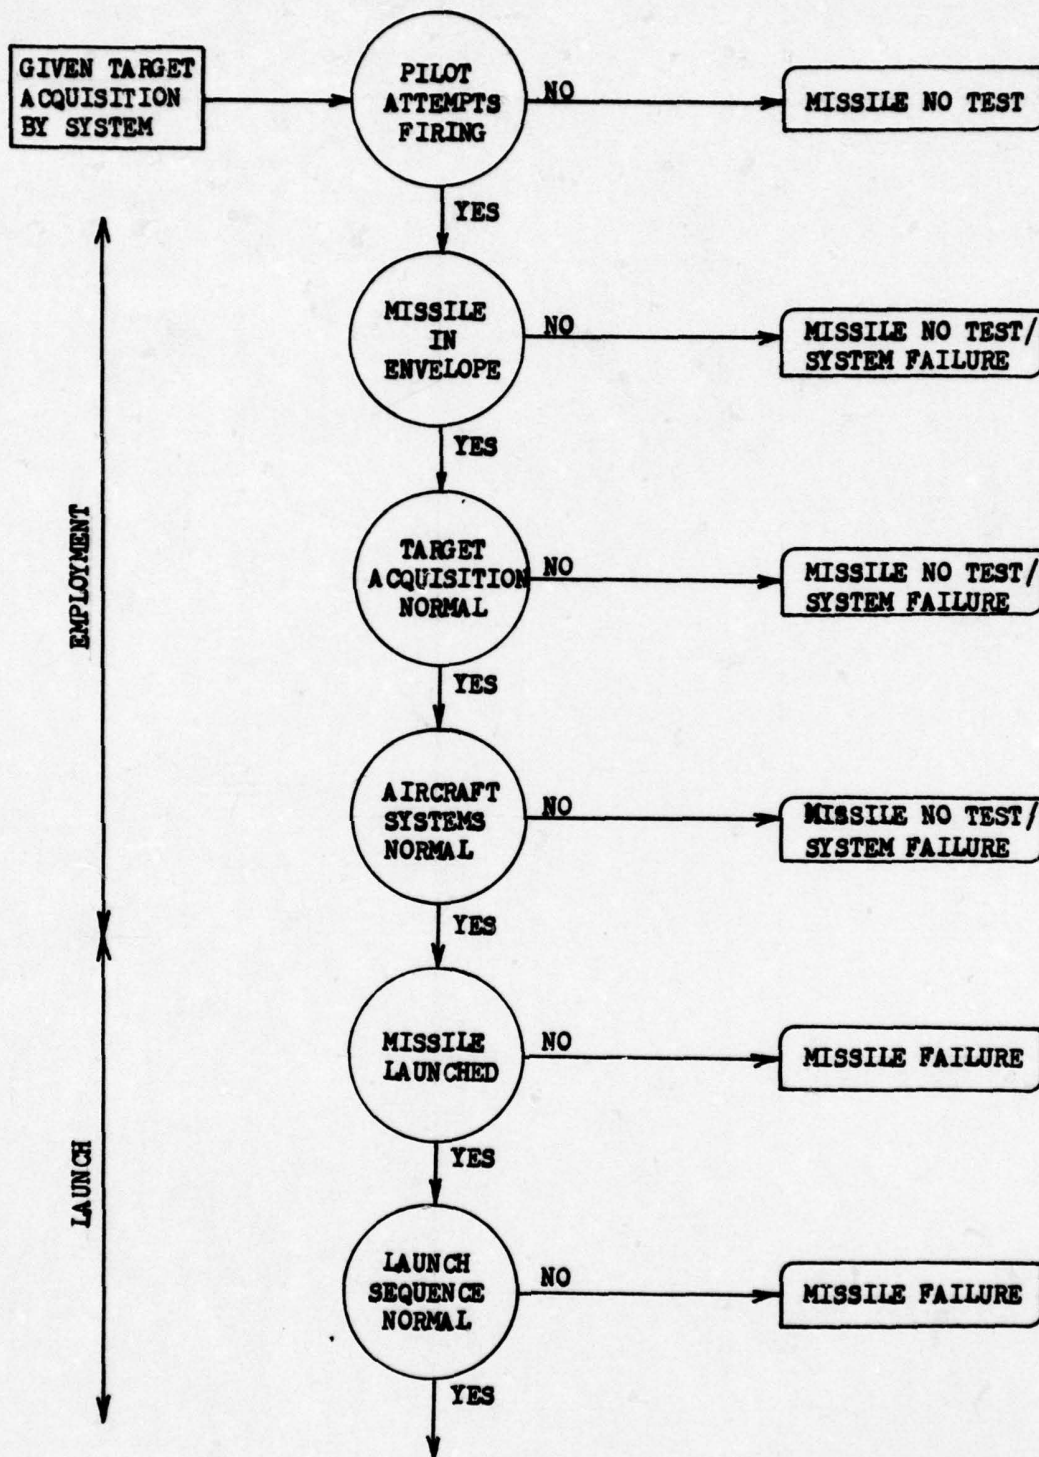 GIVEN TARGET
ACQUISITION
BY SYSTEM
PILOT
ATTEMPTS
FIRING
NO
MISSILE NO TEST
YES
MISSILE
IN
ENVELOPE
NO
MISSILE NO TEST/
SYSTEM FAILURE
YES
TARGET
ACQUISITION
NORMAL
NO
MISSILE NO TEST/
SYSTEM FAILURE
YES
EMPLOYMENT
AIRCRAFT
SYSTEMS
NORMAL
NO
MISSILE NO TEST/
SYSTEM FAILURE
YES
MISSILE
LAUNCHED
NO
MISSILE FAILURE
YES
LAUNCH
LAUNCH
SEQUENCE
NORMAL
NO
MISSILE FAILURE
YES